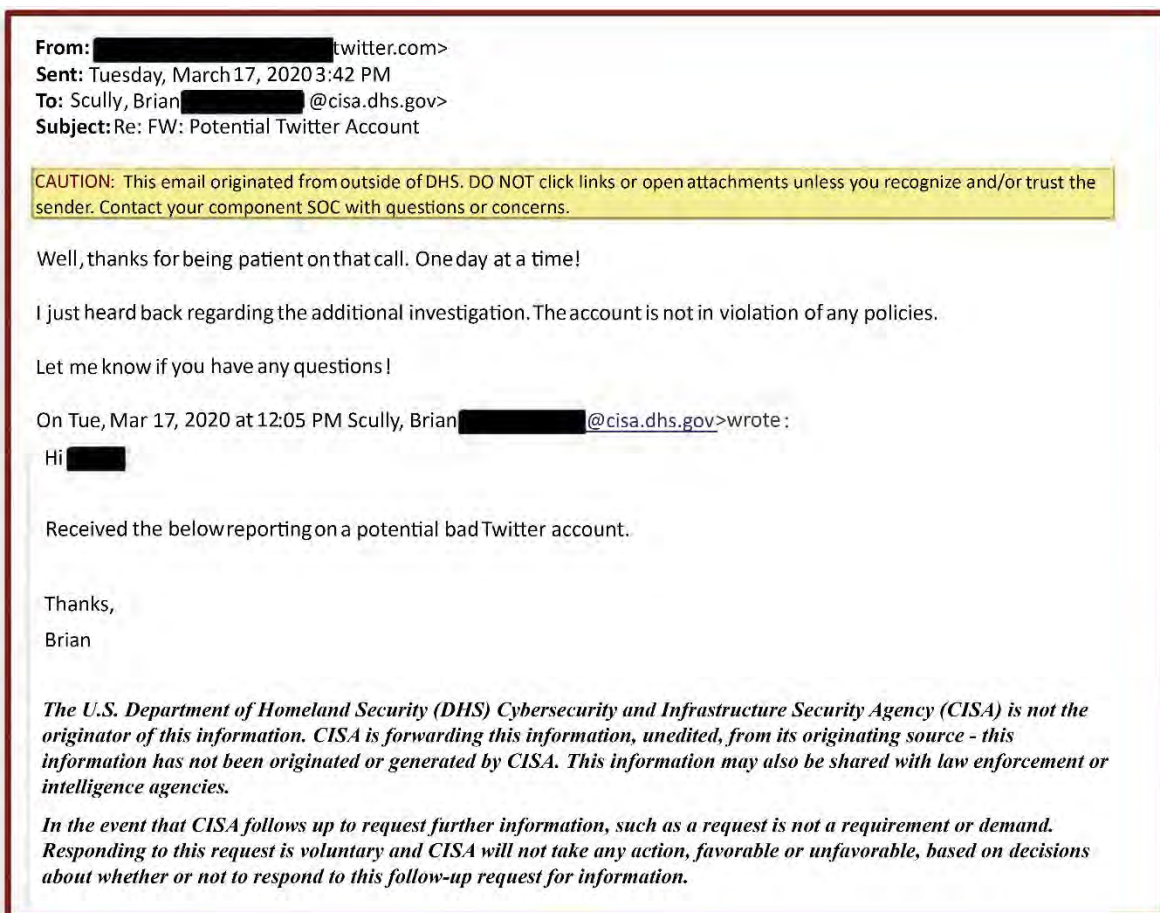 From: twitter.com>
Sent: Tuesday, March 17, 2020 3:42 PM
To: Scully, Brian @cisa.dhs.gov>
Subject: Re: FW: Potential Twitter Account
CAUTION: This email originated from outside of DHS. DO NOT click links or open attachments unless you recognize and/or trust the
sender. Contact your component SOC with questions or concerns.
Well, thanks for being patient on that call. One day at a time!
I just heard back regarding the additional investigation. The account is not in violation of any policies.
Let me know if you have any questions!
On Tue, Mar 17, 2020 at 12:05 PM Scully, Brian @cisa.dhs.gov>wrote:
Hi
Received the below reporting on a potential bad Twitter account.
Thanks,
Brian
The U.S. Department of Homeland Security (DHS) Cybersecurity and Infrastructure Security Agency (CISA) is not the
originator of this information. CISA is forwarding this information, unedited, from its originating source - this
information has not been originated or generated by CISA. This information may also be shared with law enforcement or
intelligence agencies.
In the event that CISA follows up to request further information, such as a request is not a requirement or demand.
Responding to this request is voluntary and CISA will not take any action, favorable or unfavorable, based on decisions
about whether or not to respond to this follow-up request for information.